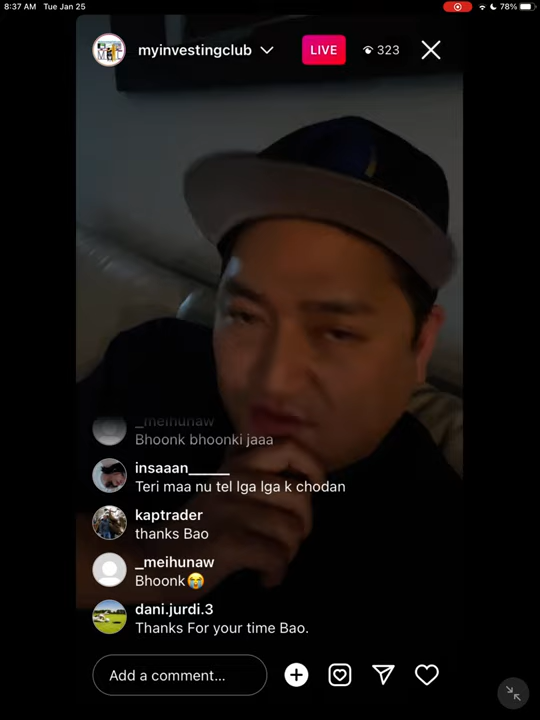 8:37 AM Tue Jan 25
78%
myinvestingclub
LIVE
323
_meihunaw
Bhoonk bhoonki jaaa
insaaan______
Teri maa nu tel lga lga k chodan
kaptrader
thanks Bao
_meihunaw
Bhoonk😭
dani.jurdi.3
Thanks For your time Bao.
Add a comment...